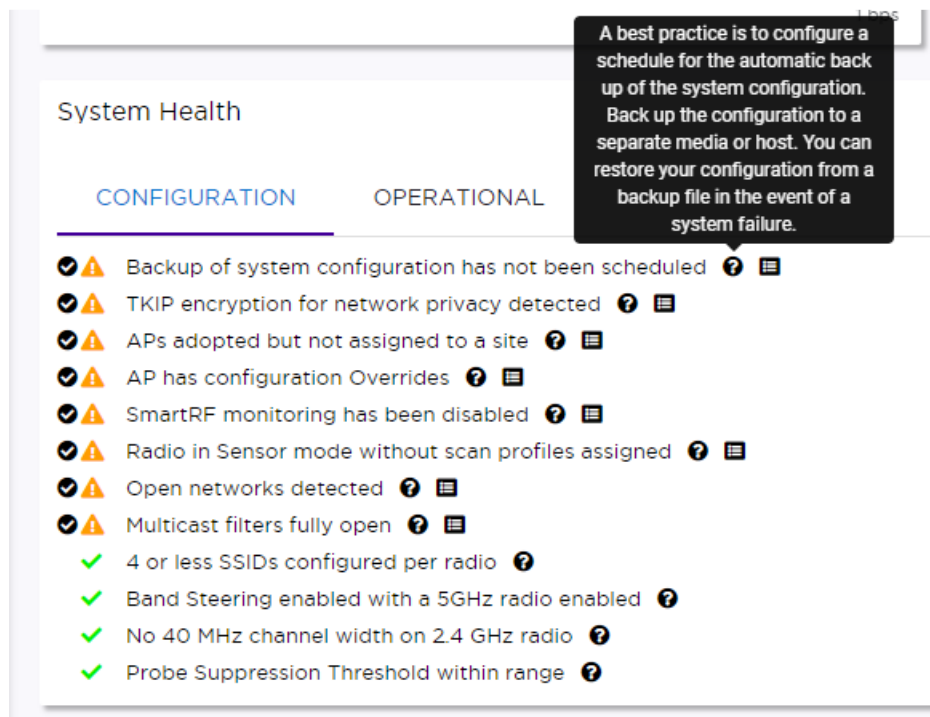 A best practice is to configure a
schedule for the automatic back
up of the system configuration.
Back up the configuration to a
separate media or host. You can
restore your configuration from a
backup file in the event of a
system failure.
System Health
CONFIGURATION
OPERATIONAL
Backup of system configuration has not been scheduled
TKIP encryption for network privacy detected
APs adopted but not assigned to a site
AP has configuration Overrides
SmartRF monitoring has been disabled
Radio in Sensor mode without scan profiles assigned
Open networks detected
Multicast filters fully open
4 or less SSIDs configured per radio
Band Steering enabled with a 5GHz radio enabled
No 40 MHz channel width on 2.4 GHz radio
Probe Suppression Threshold within range